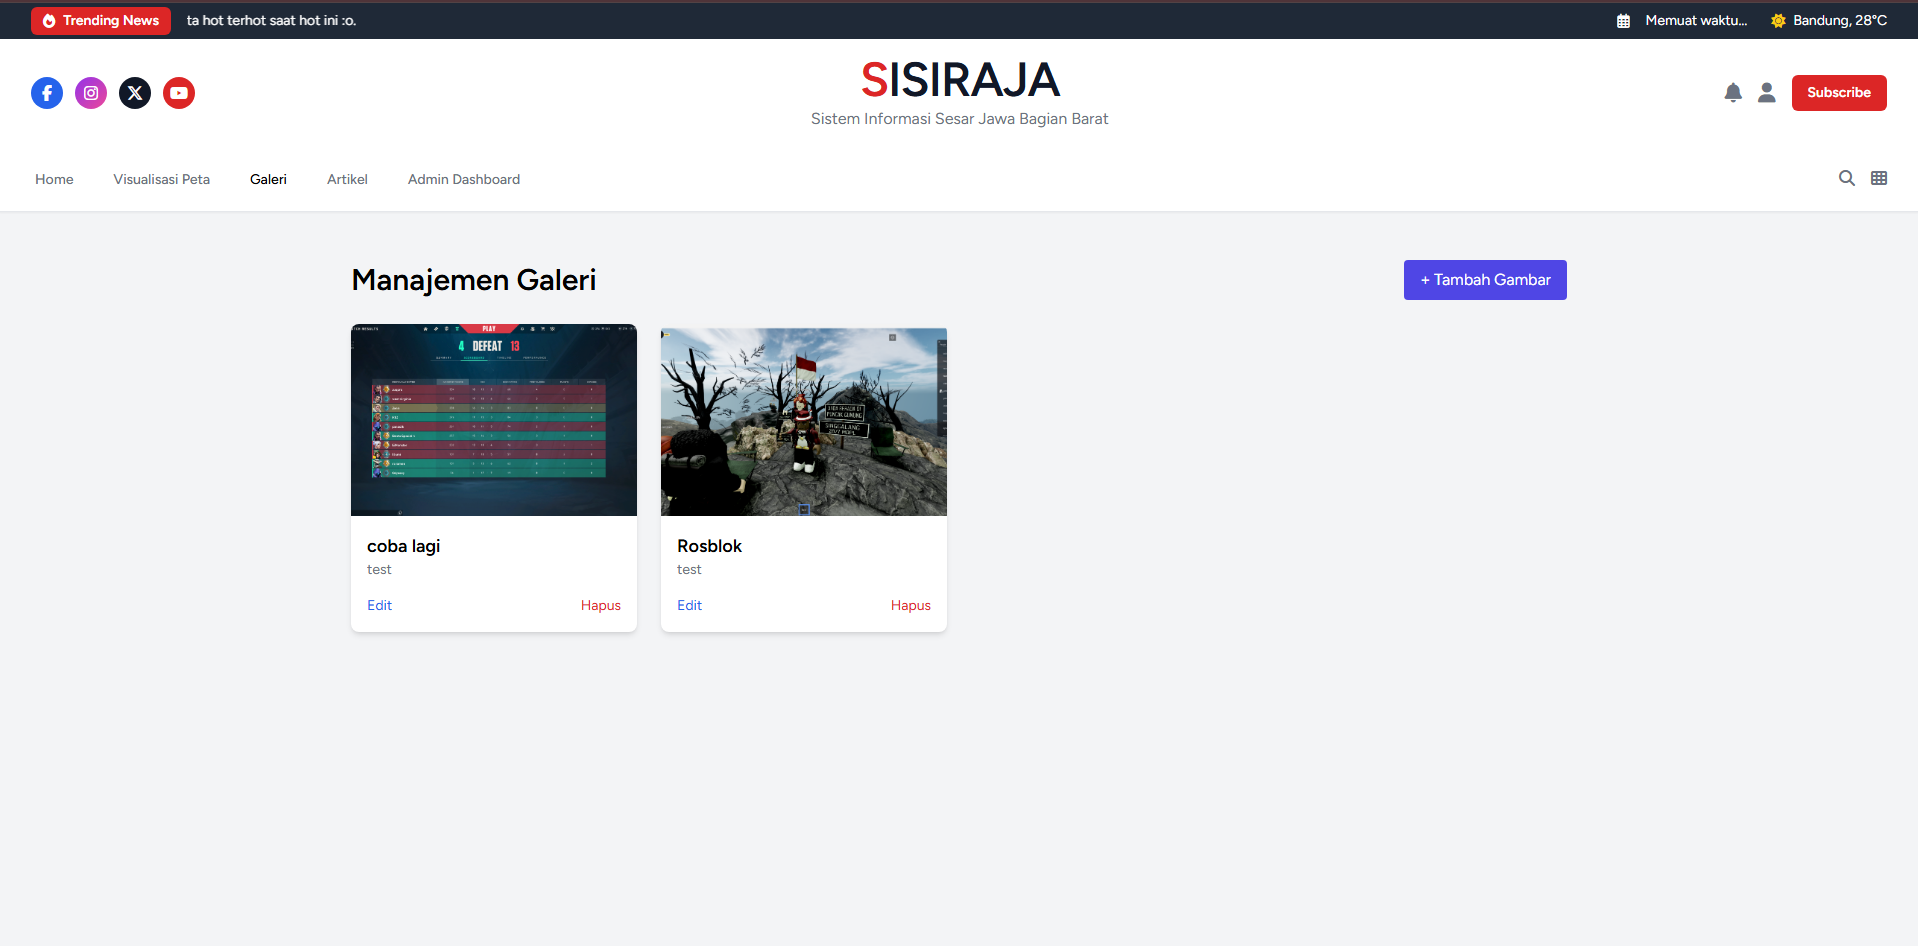 Trending News
ta hot terhot saat hot ini :o.
Memuat waktu...
Bandung, 28°C
SISIRAJA
Sistem Informasi Sesar Jawa Bagian Barat
Subscribe
Home
Visualisasi Peta
Galeri
Artikel
Admin Dashboard
Manajemen Galeri
+ Tambah Gambar
PLAY
4 DEFEAT 13
coba lagi
test
Edit
Hapus
Rosblok
test
Edit
Hapus